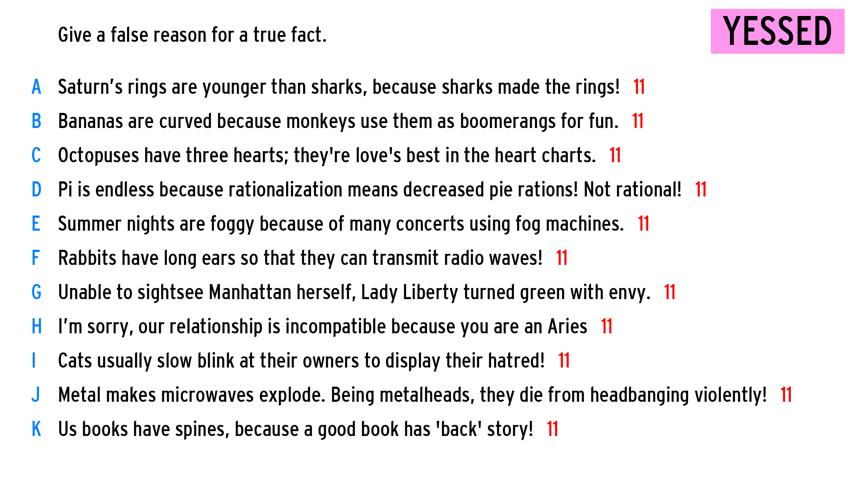 Give a false reason for a true fact.
YESSED
A Saturn's rings are younger than sharks, because sharks made the rings! 11
B Bananas are curved because monkeys use them as boomerangs for fun. 11
C Octopuses have three hearts; they're love's best in the heart charts. 11
D Pi is endless because rationalization means decreased pie rations! Not rational! 11
E Summer nights are foggy because of many concerts using fog machines. 11
F Rabbits have long ears so that they can transmit radio waves! 11
G Unable to sightsee Manhattan herself, Lady Liberty turned green with envy. 11
H I'm sorry, our relationship is incompatible because you are an Aries 11
I Cats usually slow blink at their owners to display their hatred! 11
J Metal makes microwaves explode. Being metalheads, they die from headbanging violently! 11
K Us books have spines, because a good book has 'back' story! 11